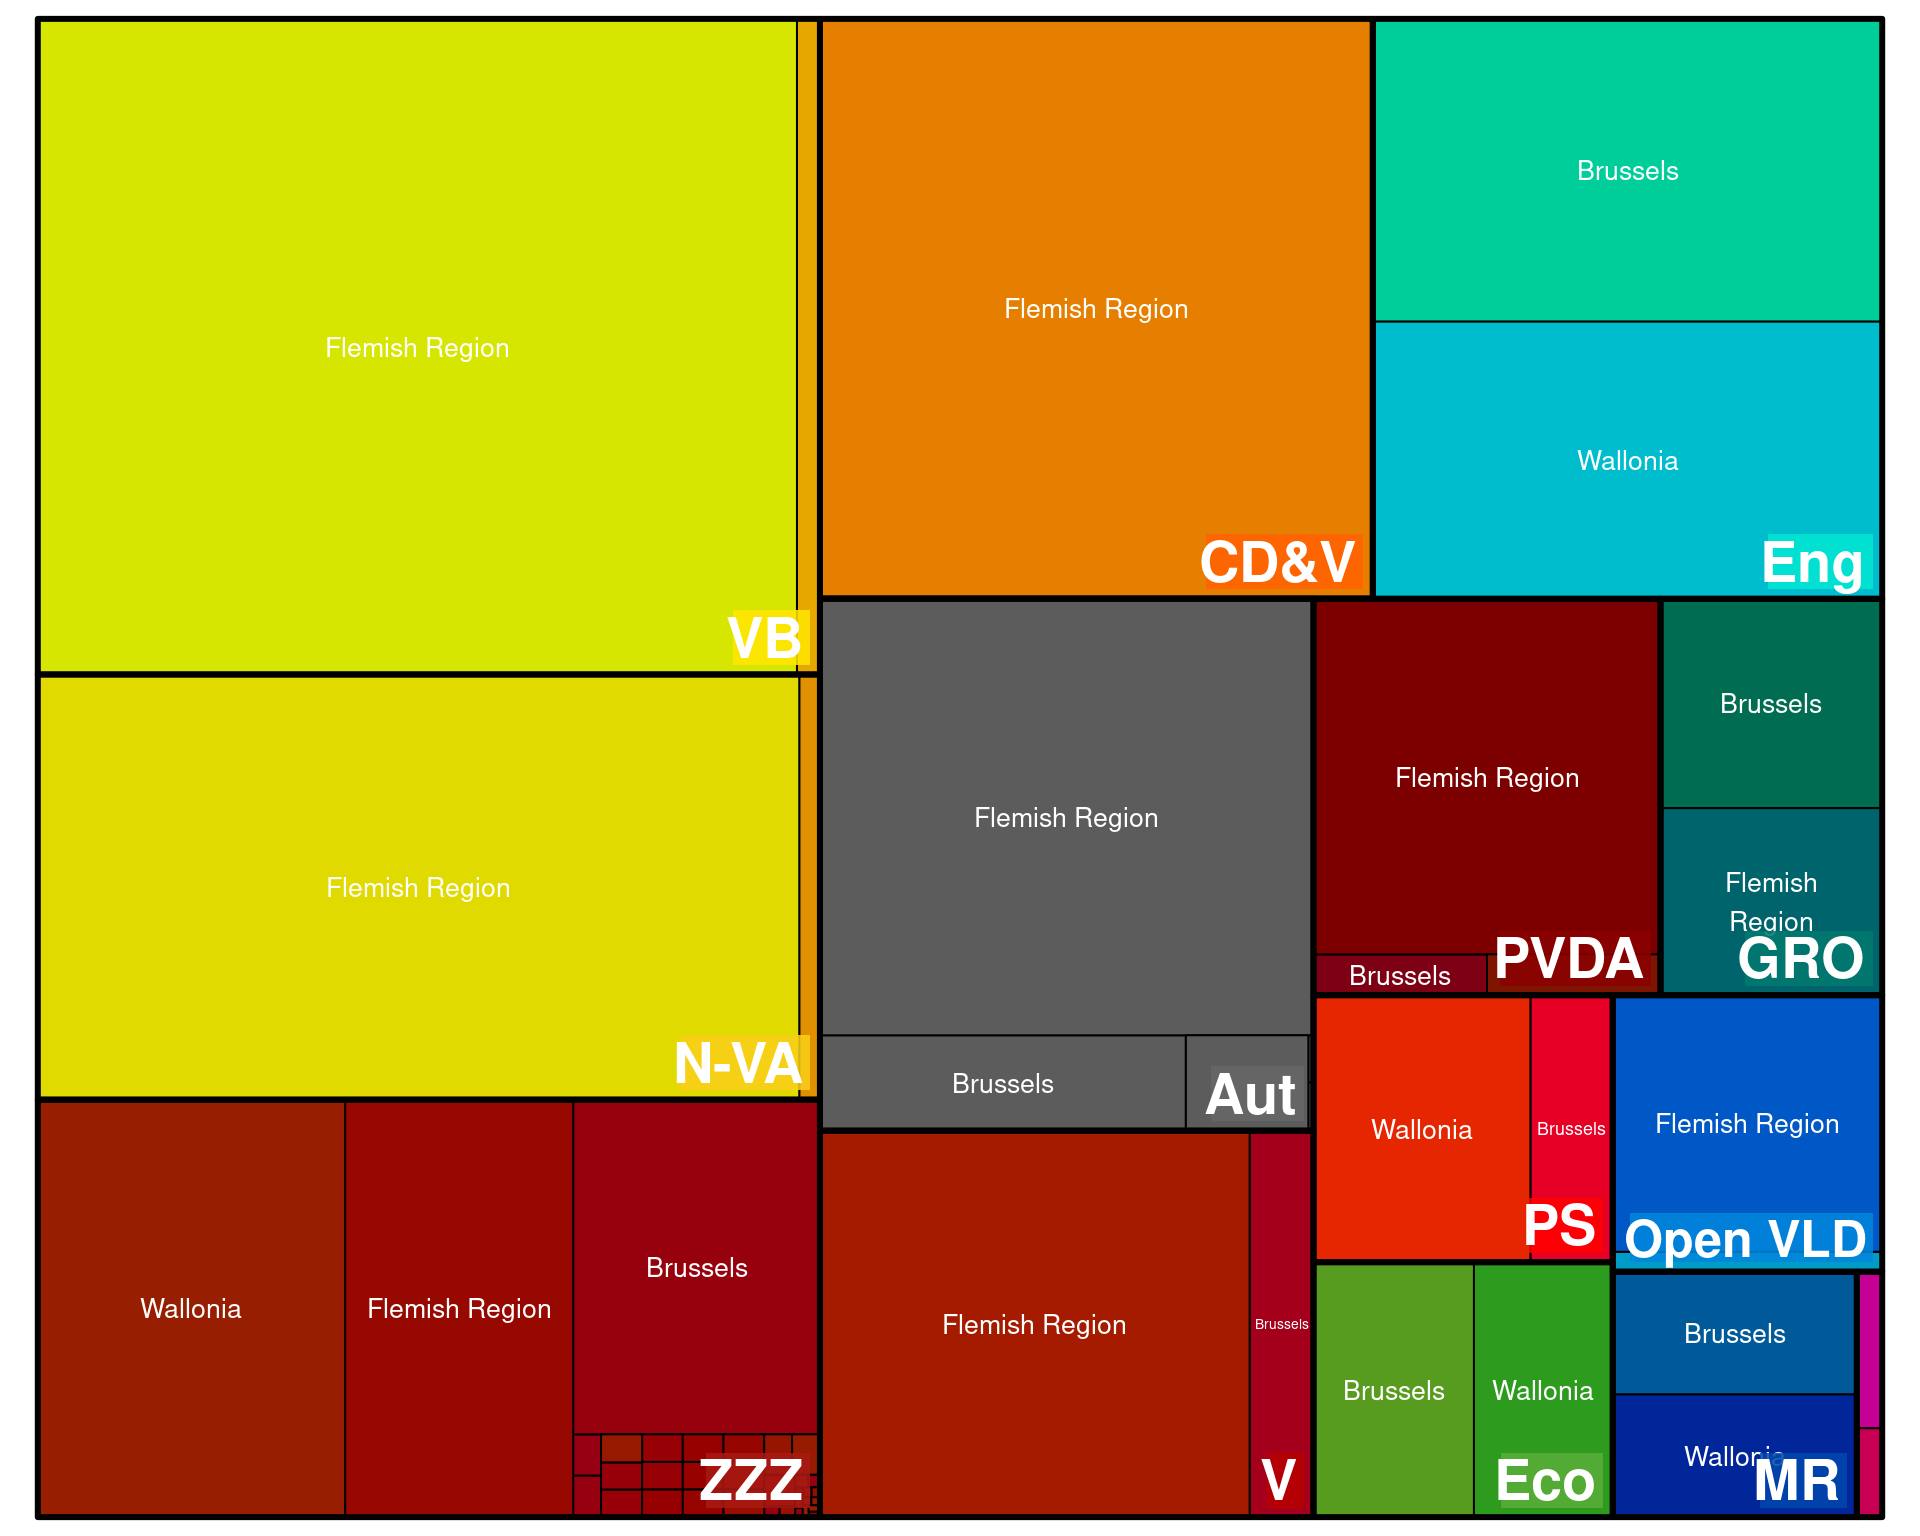 Flemish Region
VB
Flemish Region
N-VA
Wallonia
Flemish Region
Brussels
ZZZ
Flemish Region
CD&V
Brussels
Wallonia
Eng
Flemish Region
Brussels
Aut
Flemish Region
Brussels
V
Flemish Region
Brussels
PVDA
Brussels
Flemish
Region
GRO
Wallonia
Brussels
PS
Flemish Region
Open VLD
Brussels
Wallonia
Eco
Brussels
Wallonia
MR